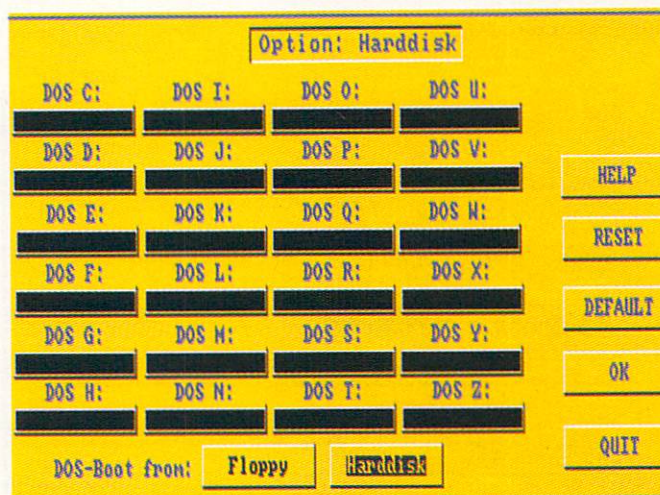 Option: Harddisk
DOS C: DOS I: DOS O: DOS U:
DOS D: DOS J: DOS P: DOS V:
HELP
DOS E: DOS K: DOS Q: DOS W:
RESET
DOS F: DOS L: DOS R: DOS X:
DEFAULT
DOS G: DOS M: DOS S: DOS Y:
OK
DOS H: DOS N: DOS T: DOS Z:
QUIT
DOS-Boot from: Floppy Harddisk